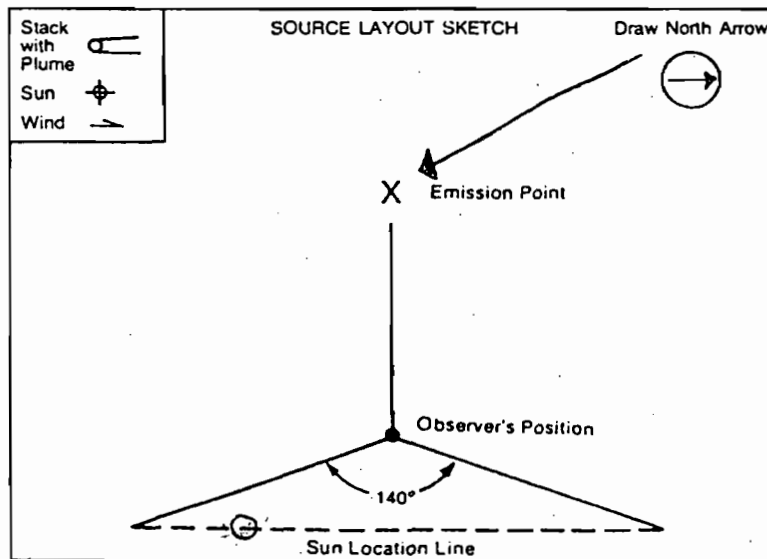 SOURCE LAYOUT SKETCH
Draw North Arrow
Stack
with
Plume
Sun
Wind
X
Emission Point
Observer's Position
140°
Sun Location Line